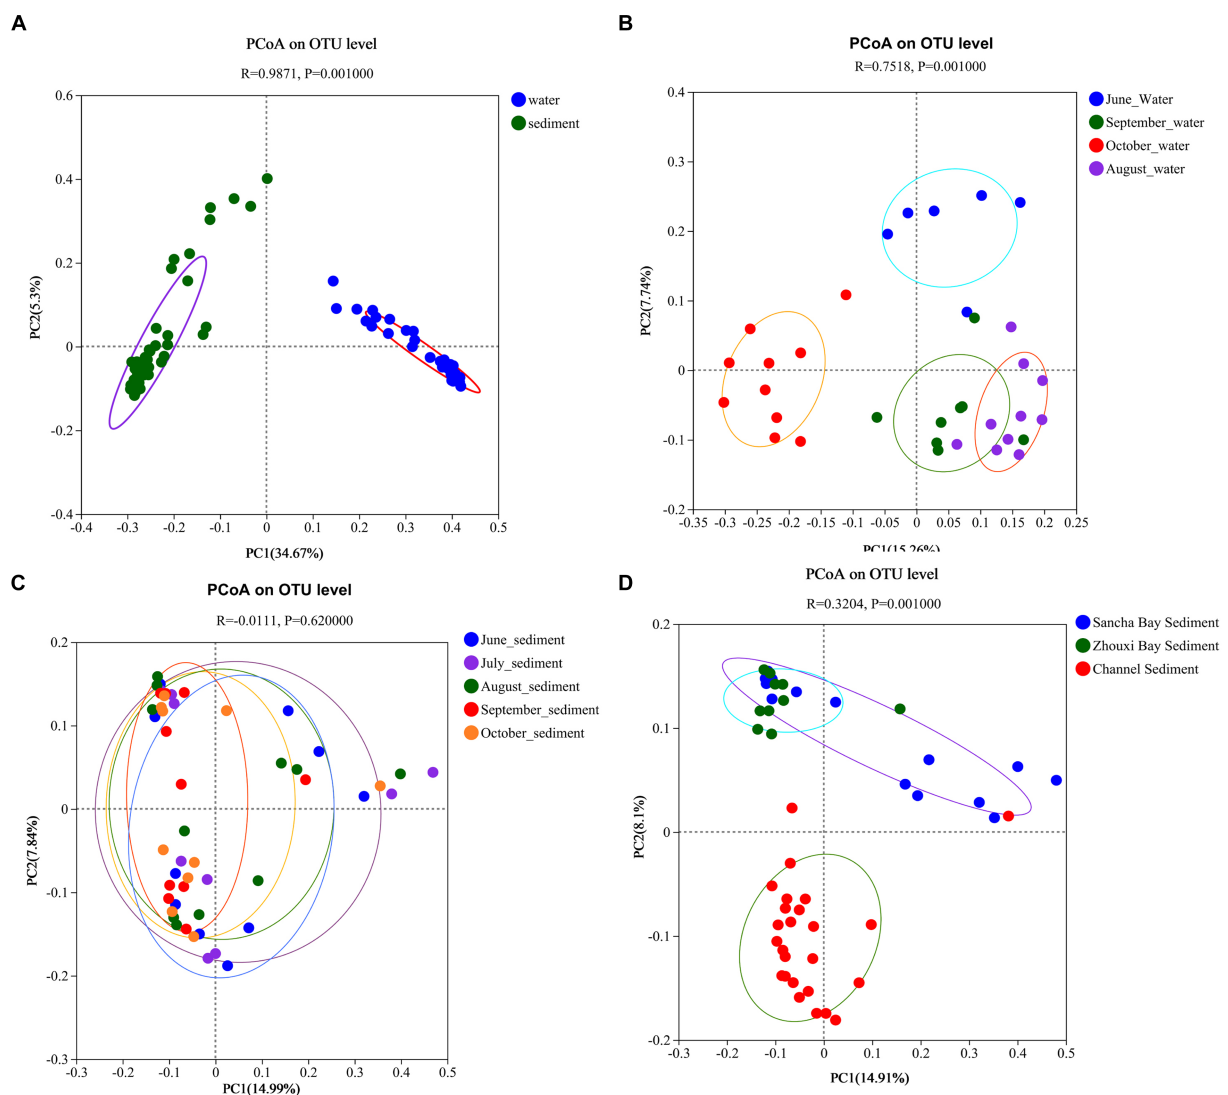 A
PCoA on OTU level
R=0.9871, P=0.001000
water
sediment
0.6
0.4
0.2
0
-0.2
-0.4
PC2(5.3%)
-0.4 -0.3 -0.2 -0.1 0 0.1 0.2 0.3 0.4 0.5
PC1(34.67%)
B
PCoA on OTU level
R=0.7518, P=0.001000
June_Water
September_water
October_water
August_water
0.4
0.3
0.2
0.1
0
-0.1
-0.2
PC2(7.74%)
-0.35 -0.3 -0.25 -0.2 -0.15 -0.1 -0.05 0 0.05 0.1 0.15 0.2 0.25
PC1(15.26%)
C
PCoA on OTU level
R=-0.0111, P=0.620000
June_sediment
July_sediment
August_sediment
September_sediment
October_sediment
0.2
0.1
0
-0.1
-0.2
-0.3
PC2(7.84%)
-0.3 -0.2 -0.1 0 0.1 0.2 0.3 0.4 0.5
PC1(14.99%)
D
PCoA on OTU level
R=0.3204, P=0.001000
Sancha Bay Sediment
Zhouxi Bay Sediment
Channel Sediment
0.2
0.1
0
-0.1
-0.2
PC2(8.1%)
-0.3 -0.2 -0.1 0 0.1 0.2 0.3 0.4 0.5
PC1(14.91%)